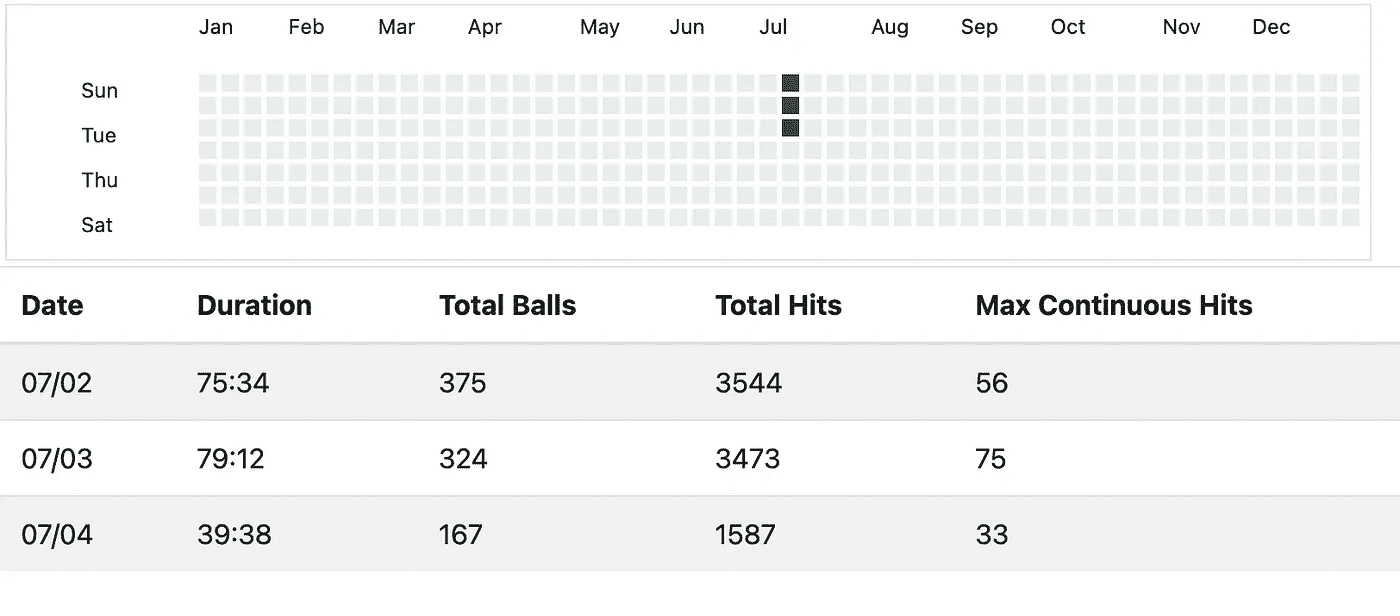 Jan Feb Mar Apr May Jun Jul Aug Sep Oct Nov Dec
Sun
Tue
Thu
Sat
Date Duration Total Balls Total Hits Max Continuous Hits
07/02 75:34 375 3544 56
07/03 79:12 324 3473 75
07/04 39:38 167 1587 33